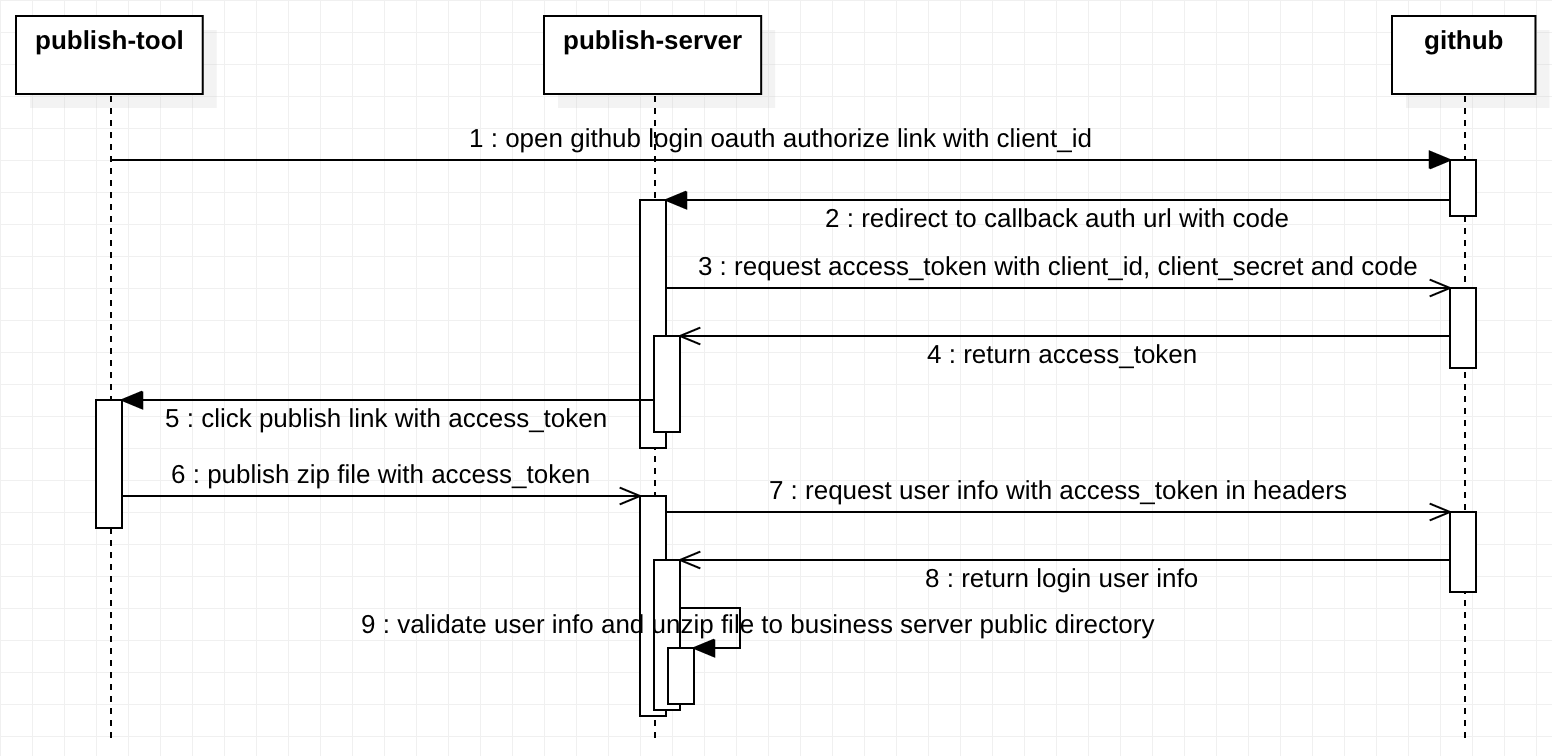 publish-tool
publish-server
github
1 : open github login oauth authorize link with client_id
2 : redirect to callback auth url with code
3 : request access_token with client_id, client_secret and code
4 : return access_token
5 : click publish link with access_token
6 : publish zip file with access_token
7 : request user info with access_token in headers
8 : return login user info
9 : validate user info and unzip file to business server public directory